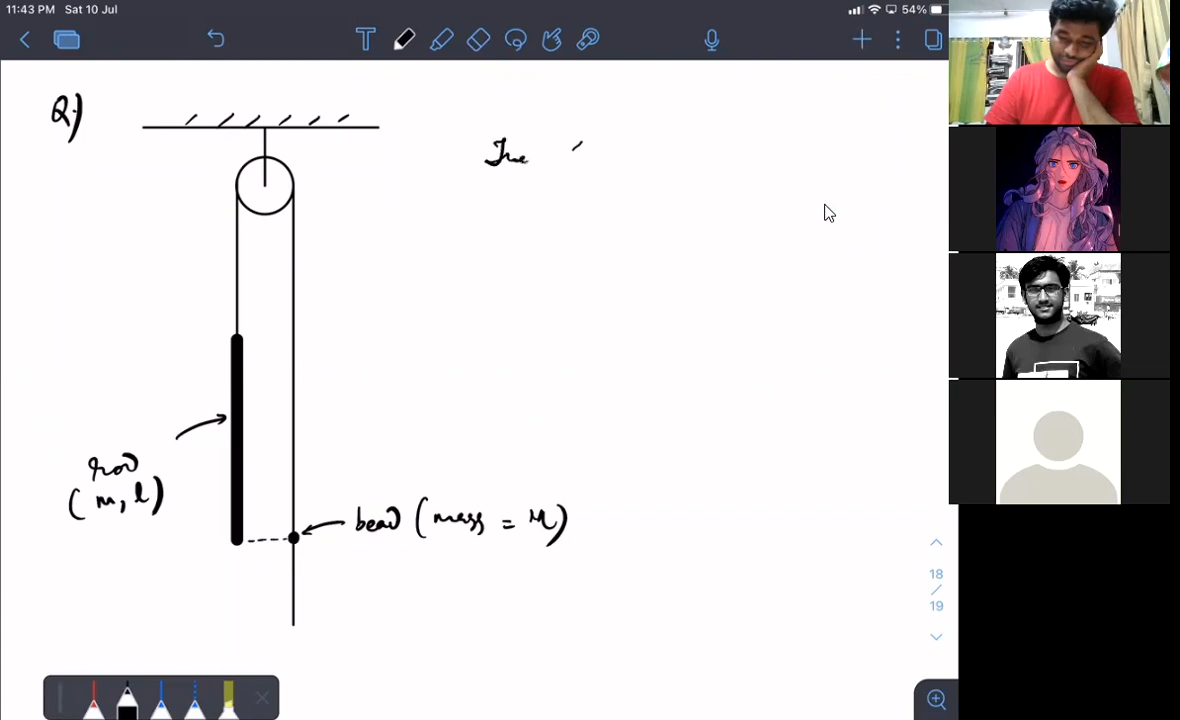 11:43 PM Sat 10 Jul
54%
T
Q)
The
rod
(m, l)
bead (mass = M)
18
/
19